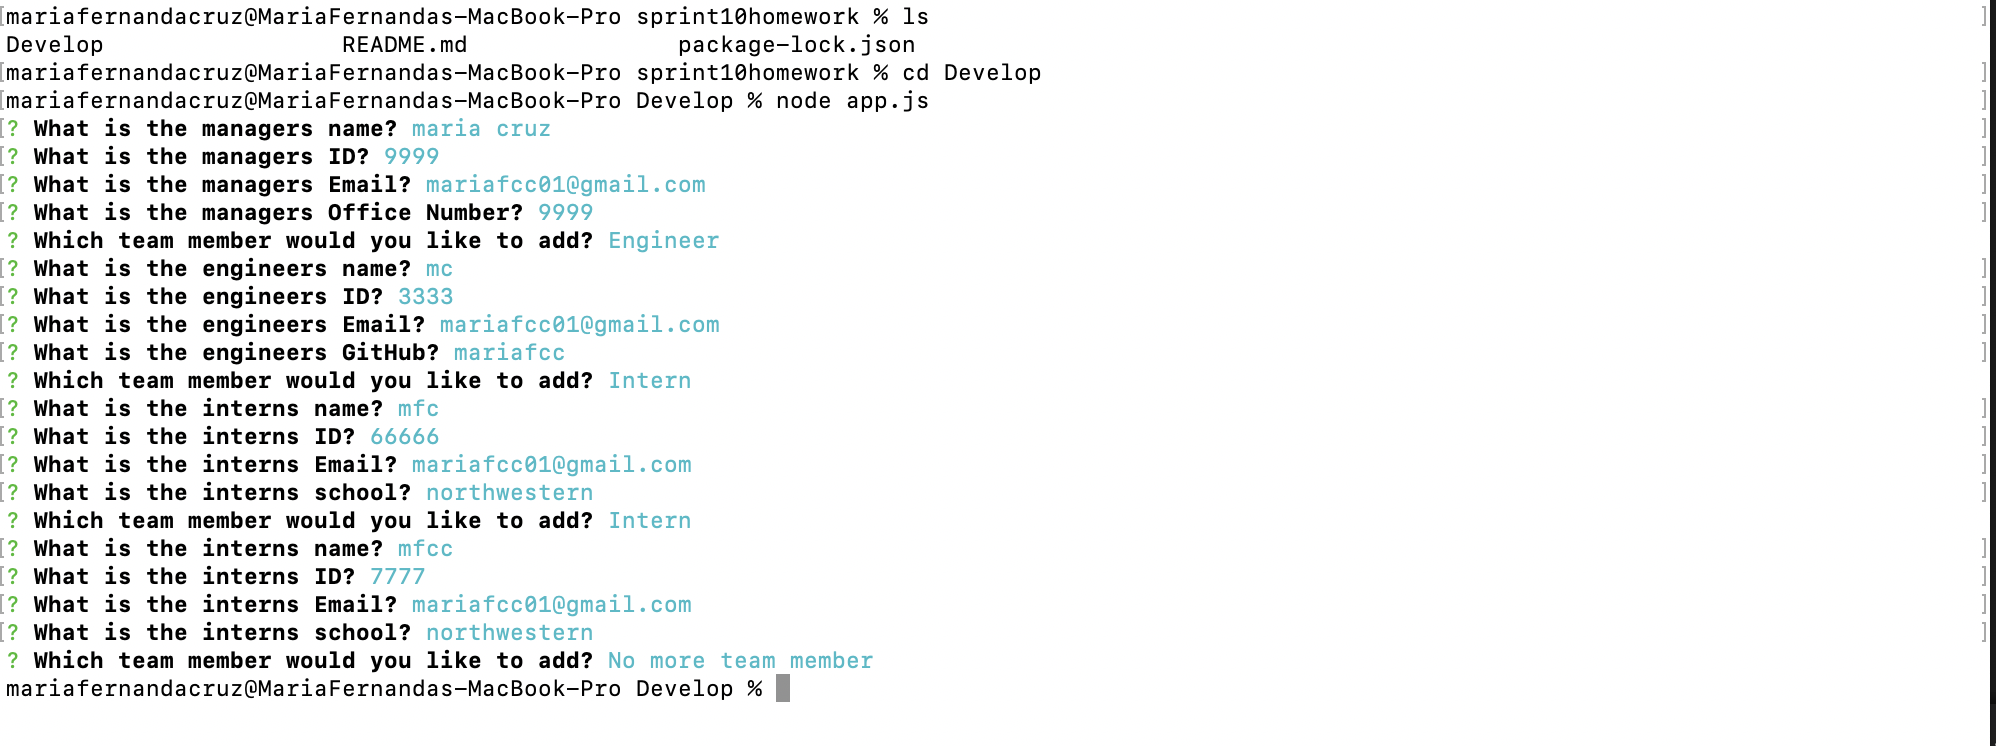 [mariafernandacruz@MariaFernandas-MacBook-Pro sprint10homework % ls ]
Develop README.md package-lock.json
[mariafernandacruz@MariaFernandas-MacBook-Pro sprint10homework % cd Develop ]
[mariafernandacruz@MariaFernandas-MacBook-Pro Develop % node app.js ]
[? What is the managers name? maria cruz ]
[? What is the managers ID? 9999 ]
[? What is the managers Email? mariafcc01@gmail.com ]
[? What is the managers Office Number? 9999 ]
? Which team member would you like to add? Engineer
[? What is the engineers name? mc ]
[? What is the engineers ID? 3333 ]
[? What is the engineers Email? mariafcc01@gmail.com ]
[? What is the engineers GitHub? mariafcc ]
? Which team member would you like to add? Intern
[? What is the interns name? mfc ]
[? What is the interns ID? 66666 ]
[? What is the interns Email? mariafcc01@gmail.com ]
[? What is the interns school? northwestern ]
? Which team member would you like to add? Intern
[? What is the interns name? mfcc ]
[? What is the interns ID? 7777 ]
[? What is the interns Email? mariafcc01@gmail.com ]
[? What is the interns school? northwestern ]
? Which team member would you like to add? No more team member
mariafernandacruz@MariaFernandas-MacBook-Pro Develop %